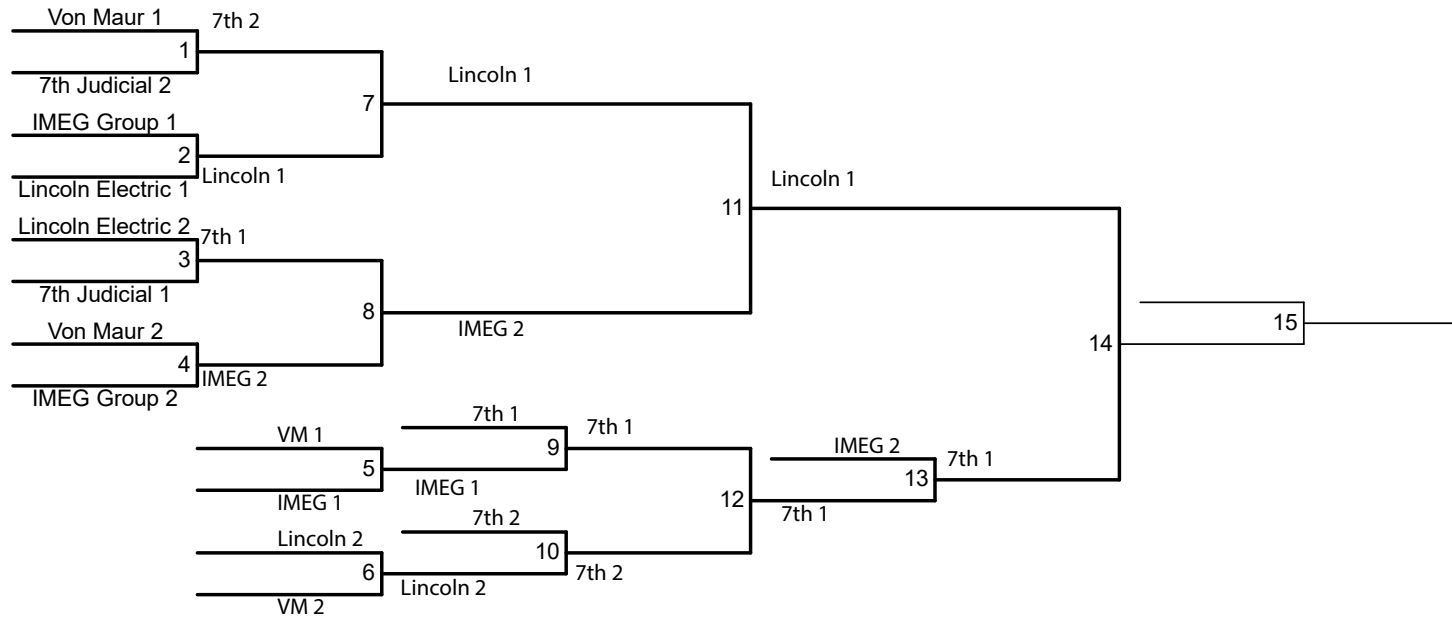 Von Maur 1
7th 2
1
7th Judicial 2
Lincoln 1
7
IMEG Group 1
2
Lincoln 1
Lincoln Electric 1
Lincoln 1
11
Lincoln Electric 2
7th 1
3
7th Judicial 1
8
IMEG 2
Von Maur 2
4
IMEG 2
IMEG Group 2
15
14
VM 1
7th 1
7th 1
9
5
IMEG 1
IMEG 1
IMEG 2
7th 1
13
12
7th 1
Lincoln 2
7th 2
10
7th 2
6
Lincoln 2
VM 2